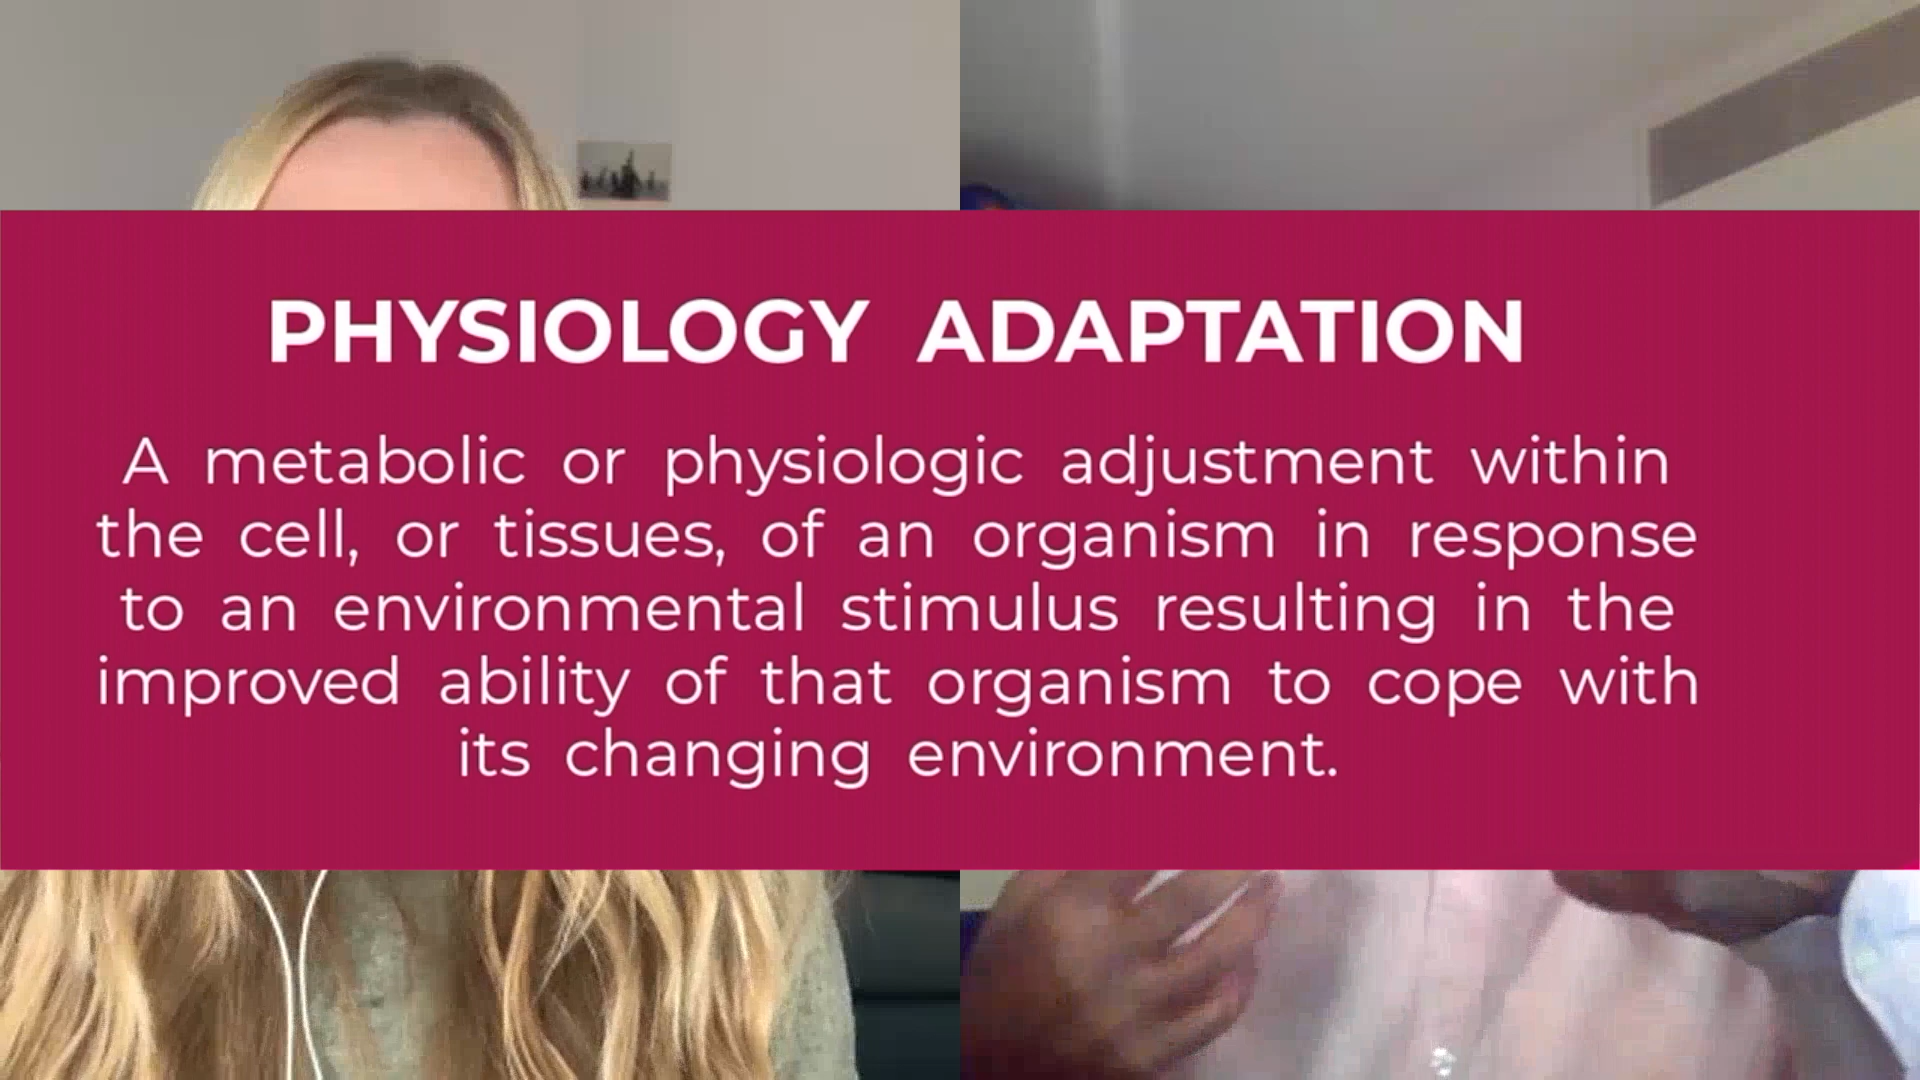 PHYSIOLOGY ADAPTATION
A metabolic or physiologic adjustment within
the cell, or tissues, of an organism in response
to an environmental stimulus resulting in the
improved ability of that organism to cope with
its changing environment.